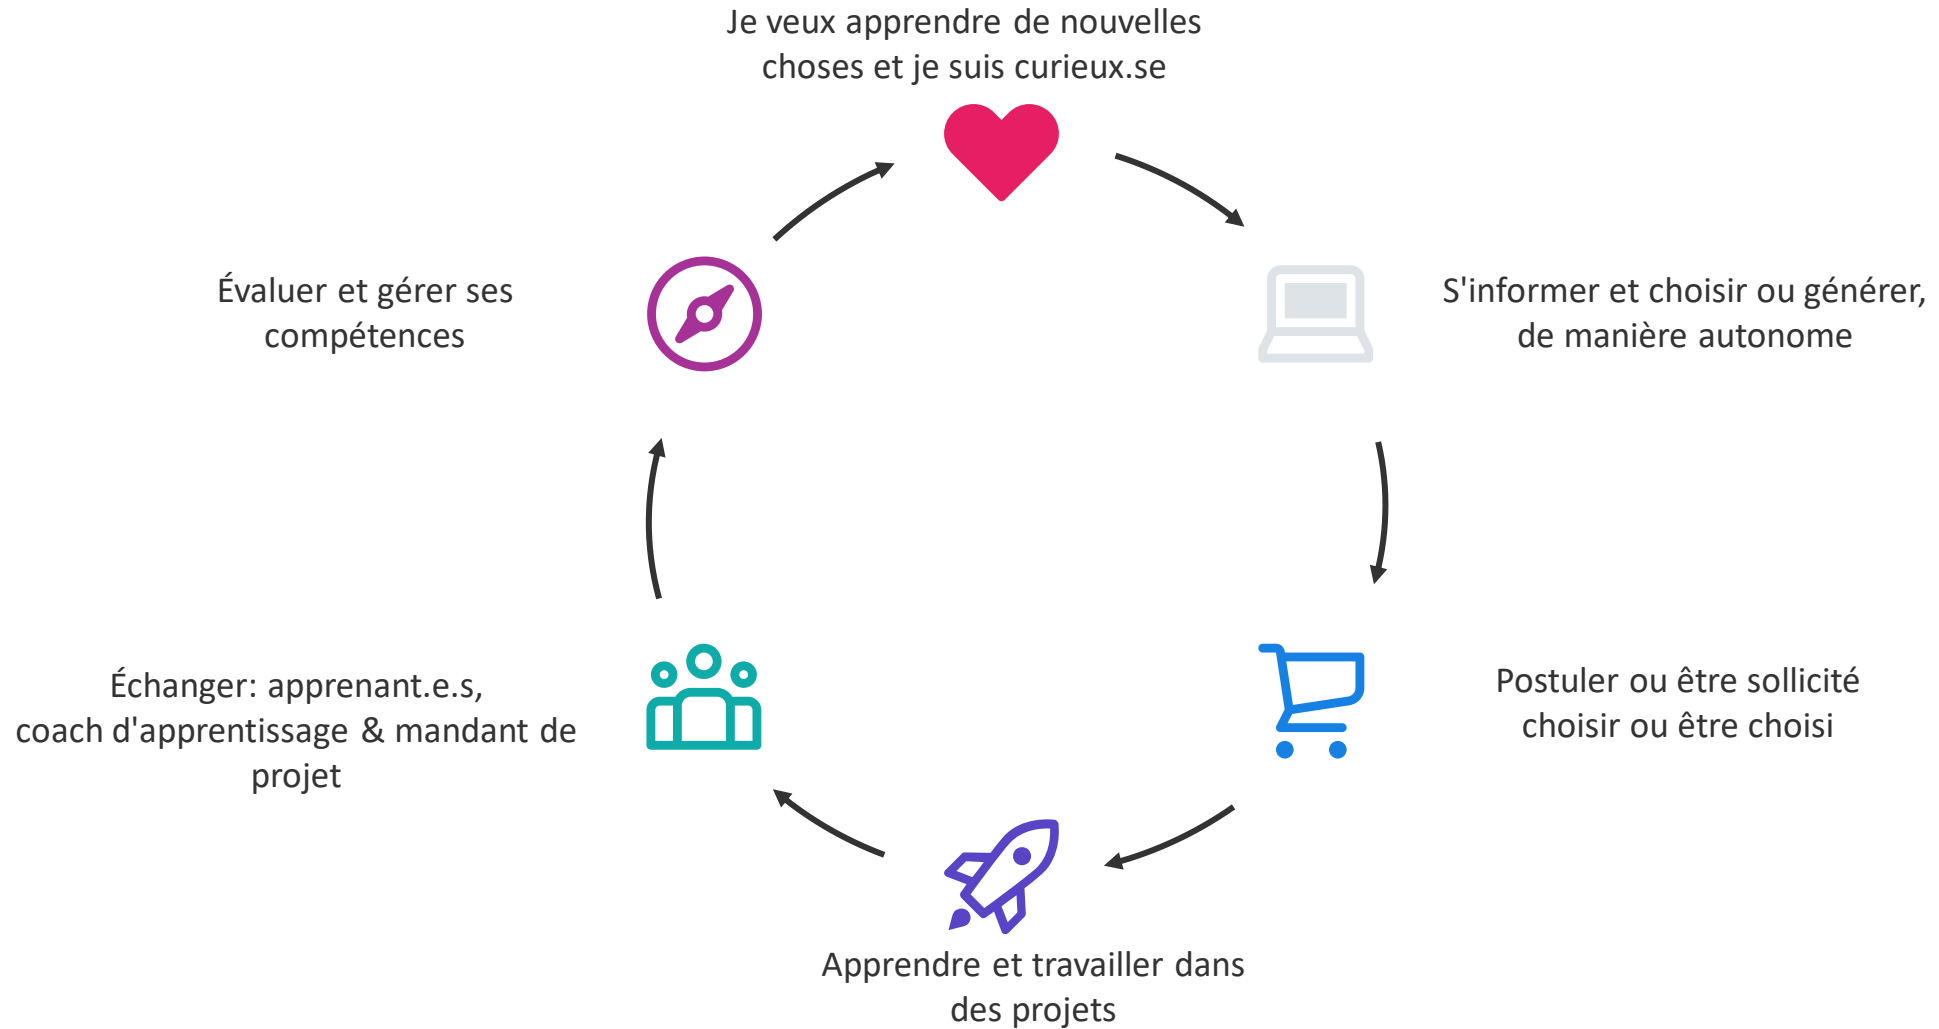 Je veux apprendre de nouvelles
choses et je suis curieux.se
S'informer et choisir ou générer,
de manière autonome
Postuler ou être sollicité
choisir ou être choisi
Apprendre et travailler dans
des projets
Échanger: apprenant.e.s,
coach d'apprentissage & mandant de
projet
Évaluer et gérer ses
compétences